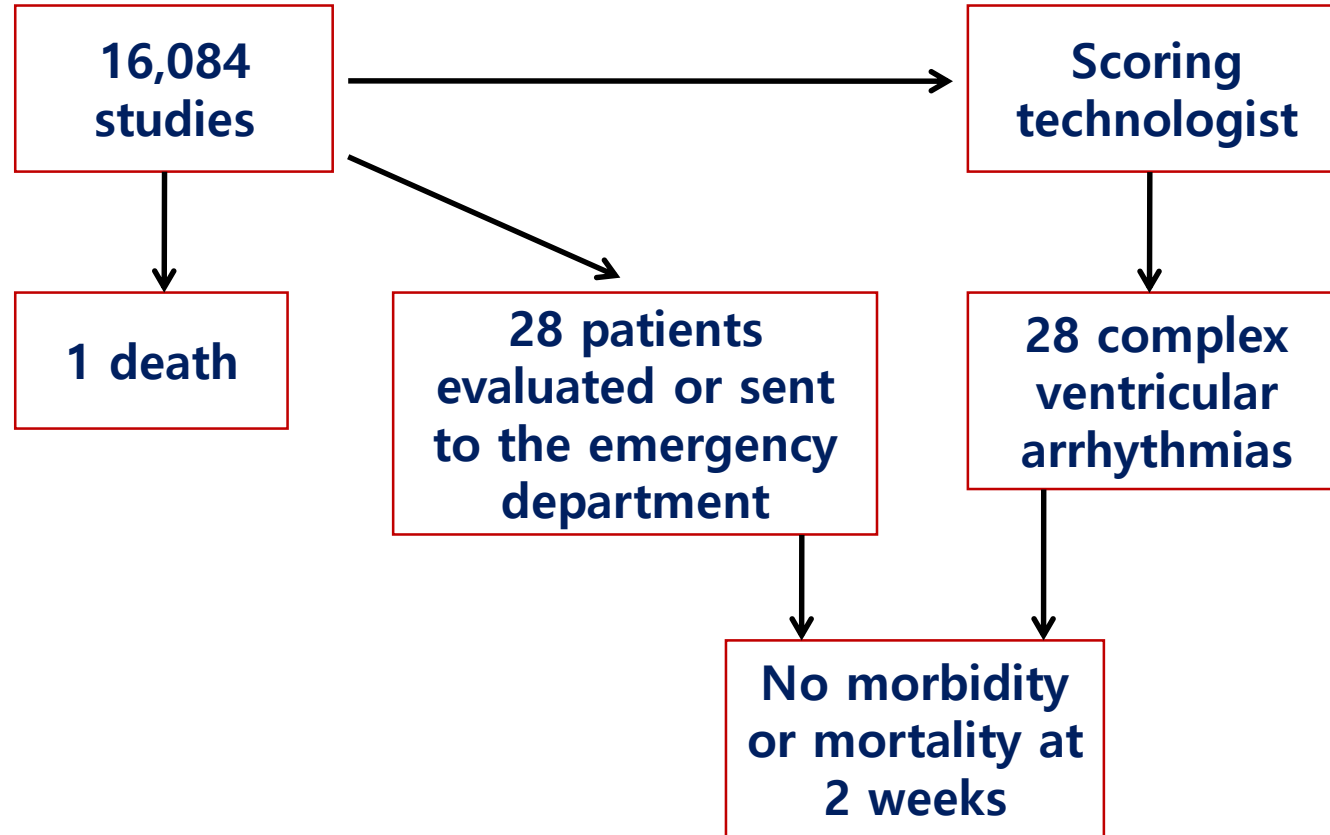 16,084
studies
Scoring
technologist
1 death
28 patients
evaluated or sent
to the emergency
department
28 complex
ventricular
arrhythmias
No morbidity
or mortality at
2 weeks